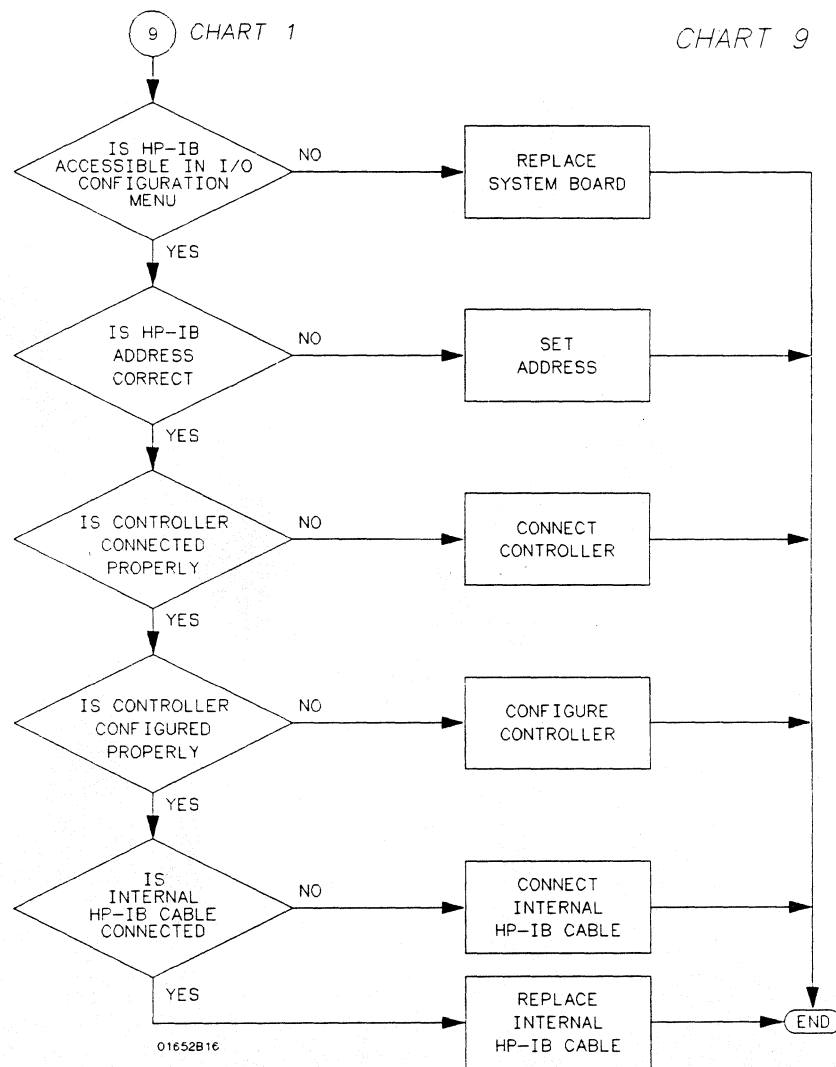 9 CHART 1
CHART 9
IS HP-IB
ACCESSIBLE IN I/O
CONFIGURATION
MENU
NO
REPLACE
SYSTEM BOARD
YES
IS HP-IB
ADDRESS
CORRECT
NO
SET
ADDRESS
YES
IS CONTROLLER
CONNECTED
PROPERLY
NO
CONNECT
CONTROLLER
YES
IS CONTROLLER
CONFIGURED
PROPERLY
NO
CONFIGURE
CONTROLLER
YES
IS
INTERNAL
HP-IB CABLE
CONNECTED
NO
CONNECT
INTERNAL
HP-IB CABLE
YES
REPLACE
INTERNAL
HP-IB CABLE
END
01652B16